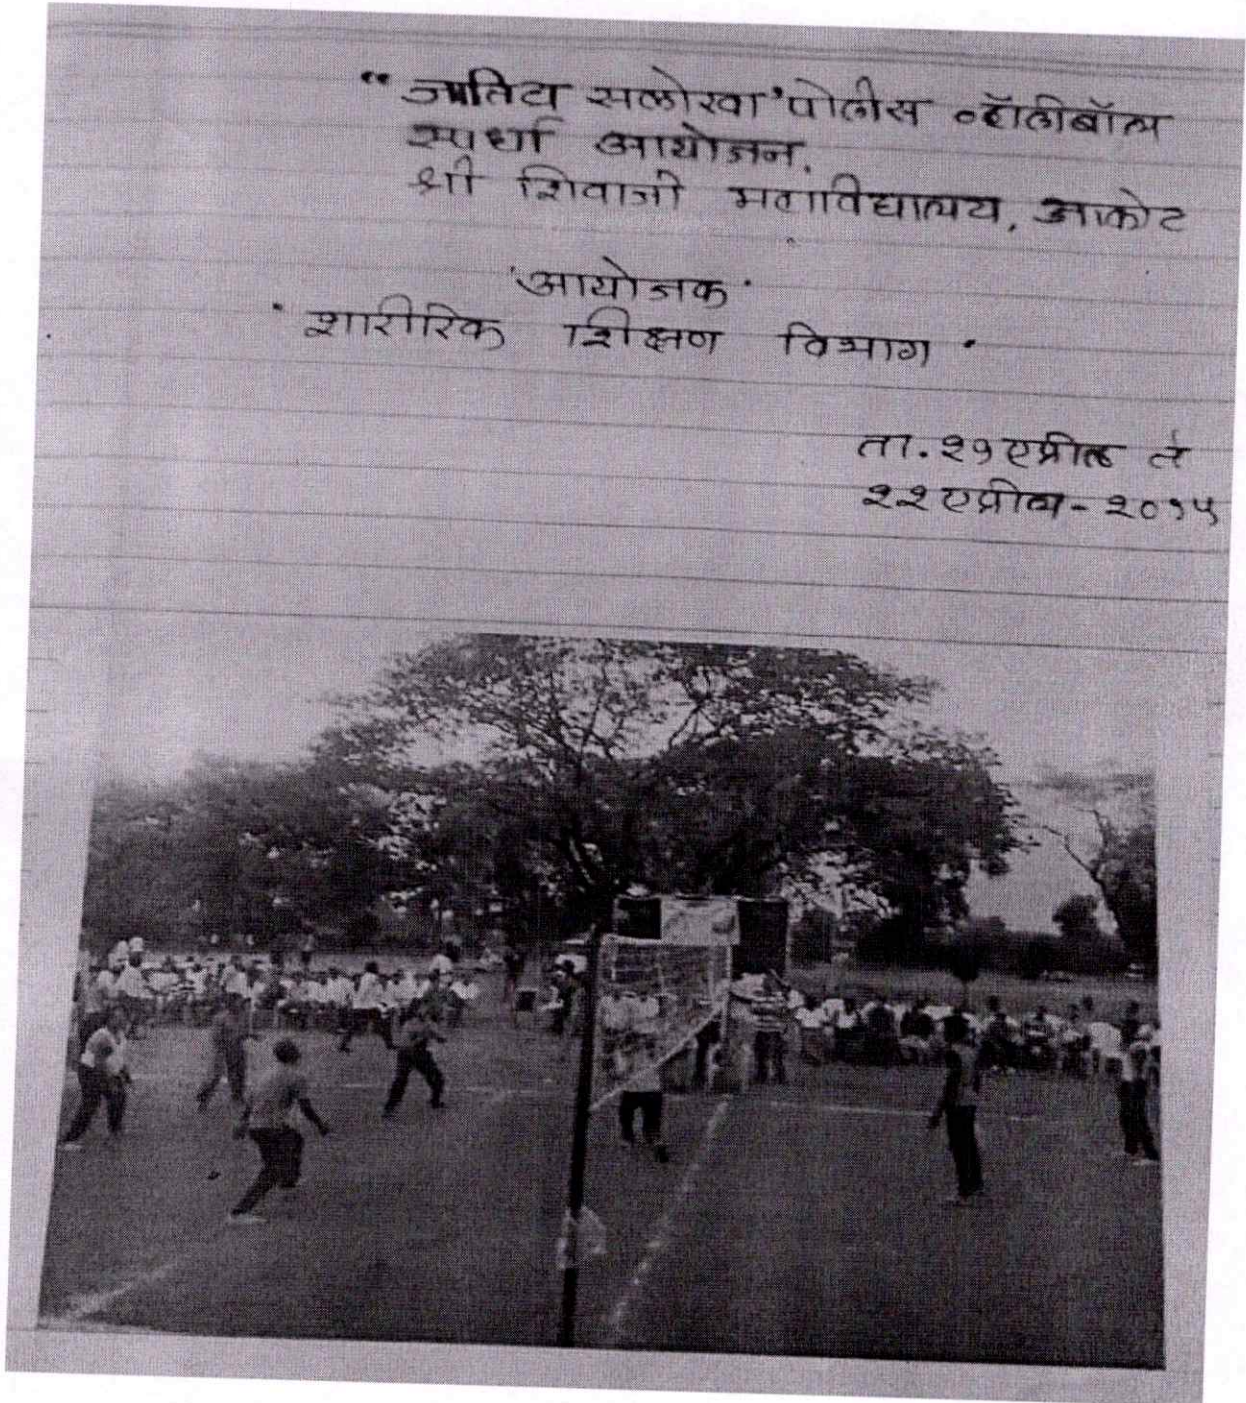 "जातिय सलोखा' पोलीस व्हॅलीबॉल
स्पर्धा आयोजन.
श्री शिवाजी महाविद्यालय, आकोट
'आयोजक'
'शारीरिक शिक्षण विभाग'
ता. २१ एप्रील ते
२२ एप्रील - २०१५